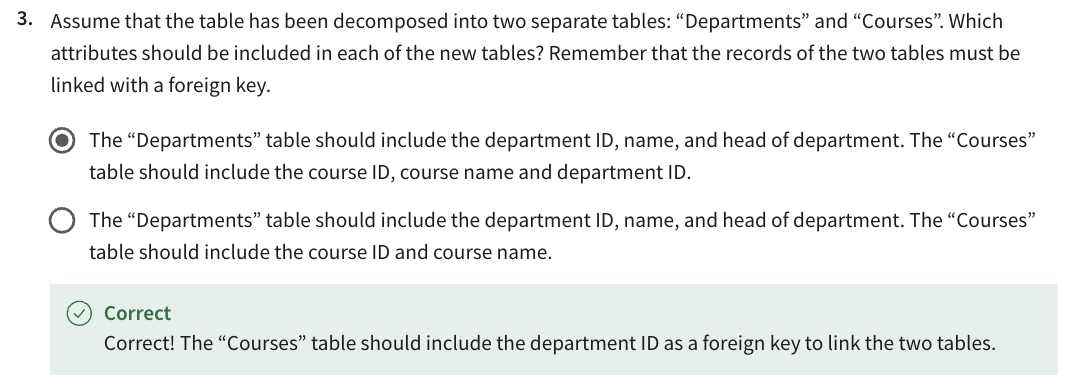 3. Assume that the table has been decomposed into two separate tables: “Departments” and “Courses”. Which
attributes should be included in each of the new tables? Remember that the records of the two tables must be
linked with a foreign key.
The “Departments” table should include the department ID, name, and head of department. The “Courses”
table should include the course ID, course name and department ID.
The “Departments” table should include the department ID, name, and head of department. The “Courses”
table should include the course ID and course name.
Correct
Correct! The “Courses” table should include the department ID as a foreign key to link the two tables.